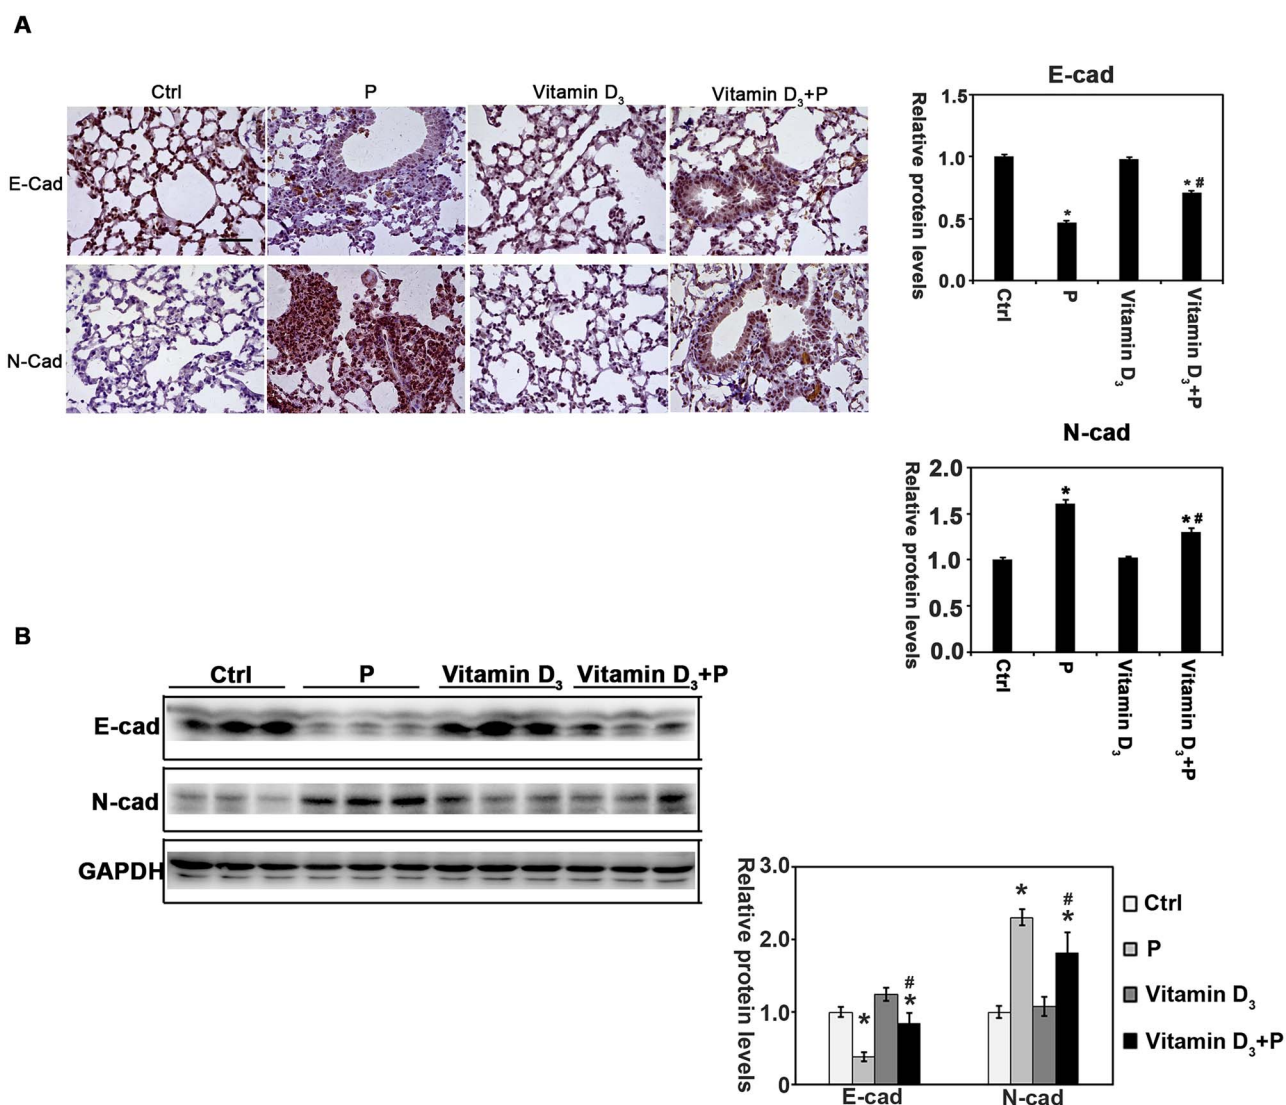 A
Ctrl P Vitamin D3 Vitamin D3+P
E-Cad
N-Cad
E-cad
Relative protein levels
1.5
1.0
0.5
0.0
Ctrl
P
Vitamin D3
Vitamin D3+P
*
* #
N-cad
Relative protein levels
2.0
1.5
1.0
0.5
0.0
Ctrl
P
Vitamin D3
Vitamin D3+P
*
* #
B
Ctrl P Vitamin D3 Vitamin D3+P
E-cad
N-cad
GAPDH
Relative protein levels
3.0
2.0
1.0
0
*
#
*
*
#
*
E-cad N-cad
Ctrl
P
Vitamin D3
Vitamin D3+P